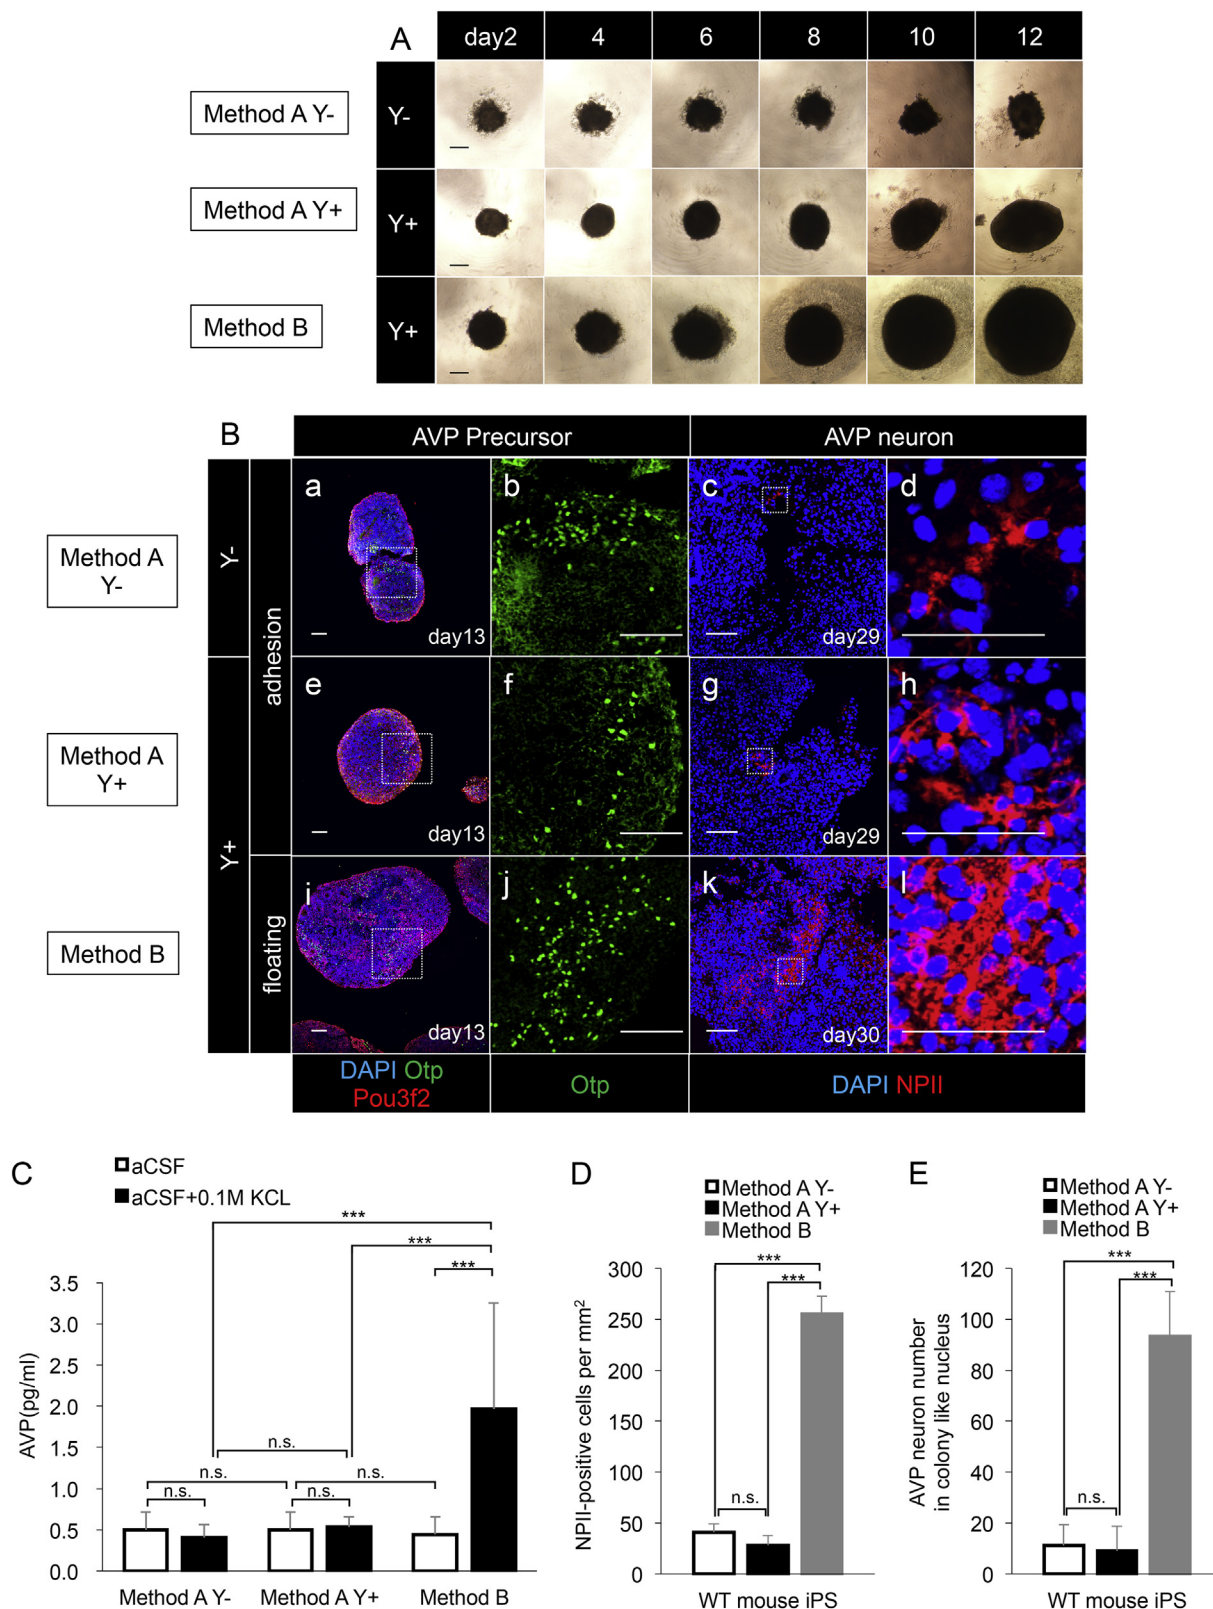 A day2 4 6 8 10 12
Method A Y- Y-
Method A Y+ Y+
Method B Y+
B AVP Precursor AVP neuron
Method A
Y-
Y-
adhesion
a b c d
day13 day29
Method A
Y+
Y+
e f g h
day13 day29
Method B
floating
i j k l
day13 day30
DAPI Otp
Pou3f2
Otp
DAPI NPII
C
aCSF
aCSF+0.1M KCL
***
***
***
n.s.
n.s. n.s.
n.s. n.s.
AVP(pg/ml)
3.5
3.0
2.5
2.0
1.5
1.0
0.5
0.0
Method A Y- Method A Y+ Method B
D
Method A Y-
Method A Y+
Method B
***
***
n.s.
NPII-positive cells per mm2
300
250
200
150
100
50
0
WT mouse iPS
E
Method A Y-
Method A Y+
Method B
***
***
n.s.
AVP neuron number
in colony like nucleus
120
100
80
60
40
20
0
WT mouse iPS